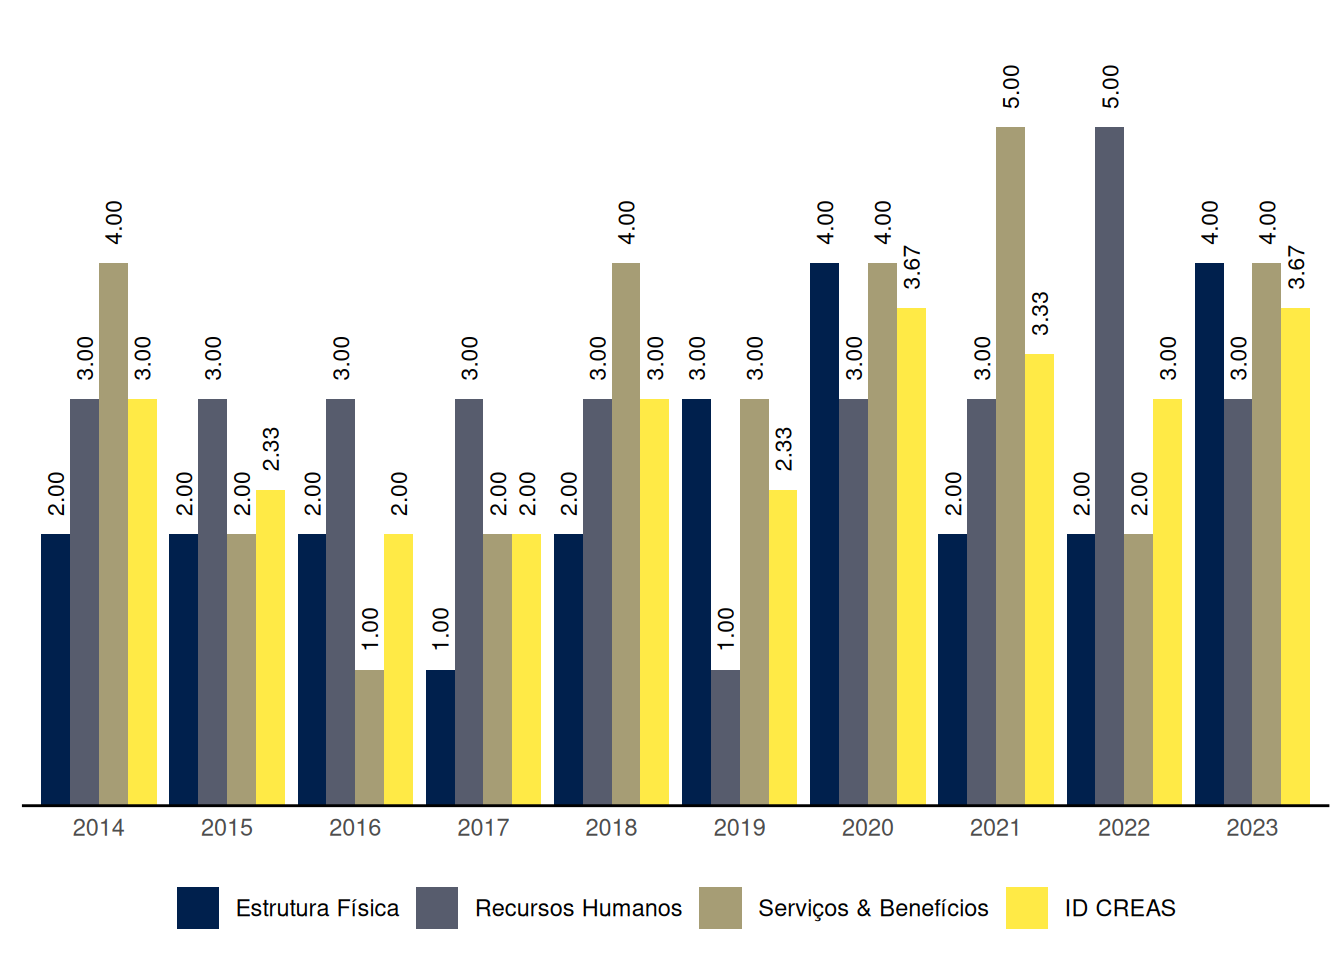 5.00 5.00
4.00 4.00 4.00 4.00 4.00 4.00
3.67 3.67
3.33
3.00 3.00 3.00 3.00 3.00 3.00 3.00 3.00 3.00 3.00 3.00 3.00 3.00
2.33 2.33
2.00 2.00 2.00 2.00 2.00 2.00 2.00 2.00 2.00 2.00 2.00
1.00 1.00 1.00
2014 2015 2016 2017 2018 2019 2020 2021 2022 2023
Estrutura Física Recursos Humanos Serviços & Benefícios ID CREAS